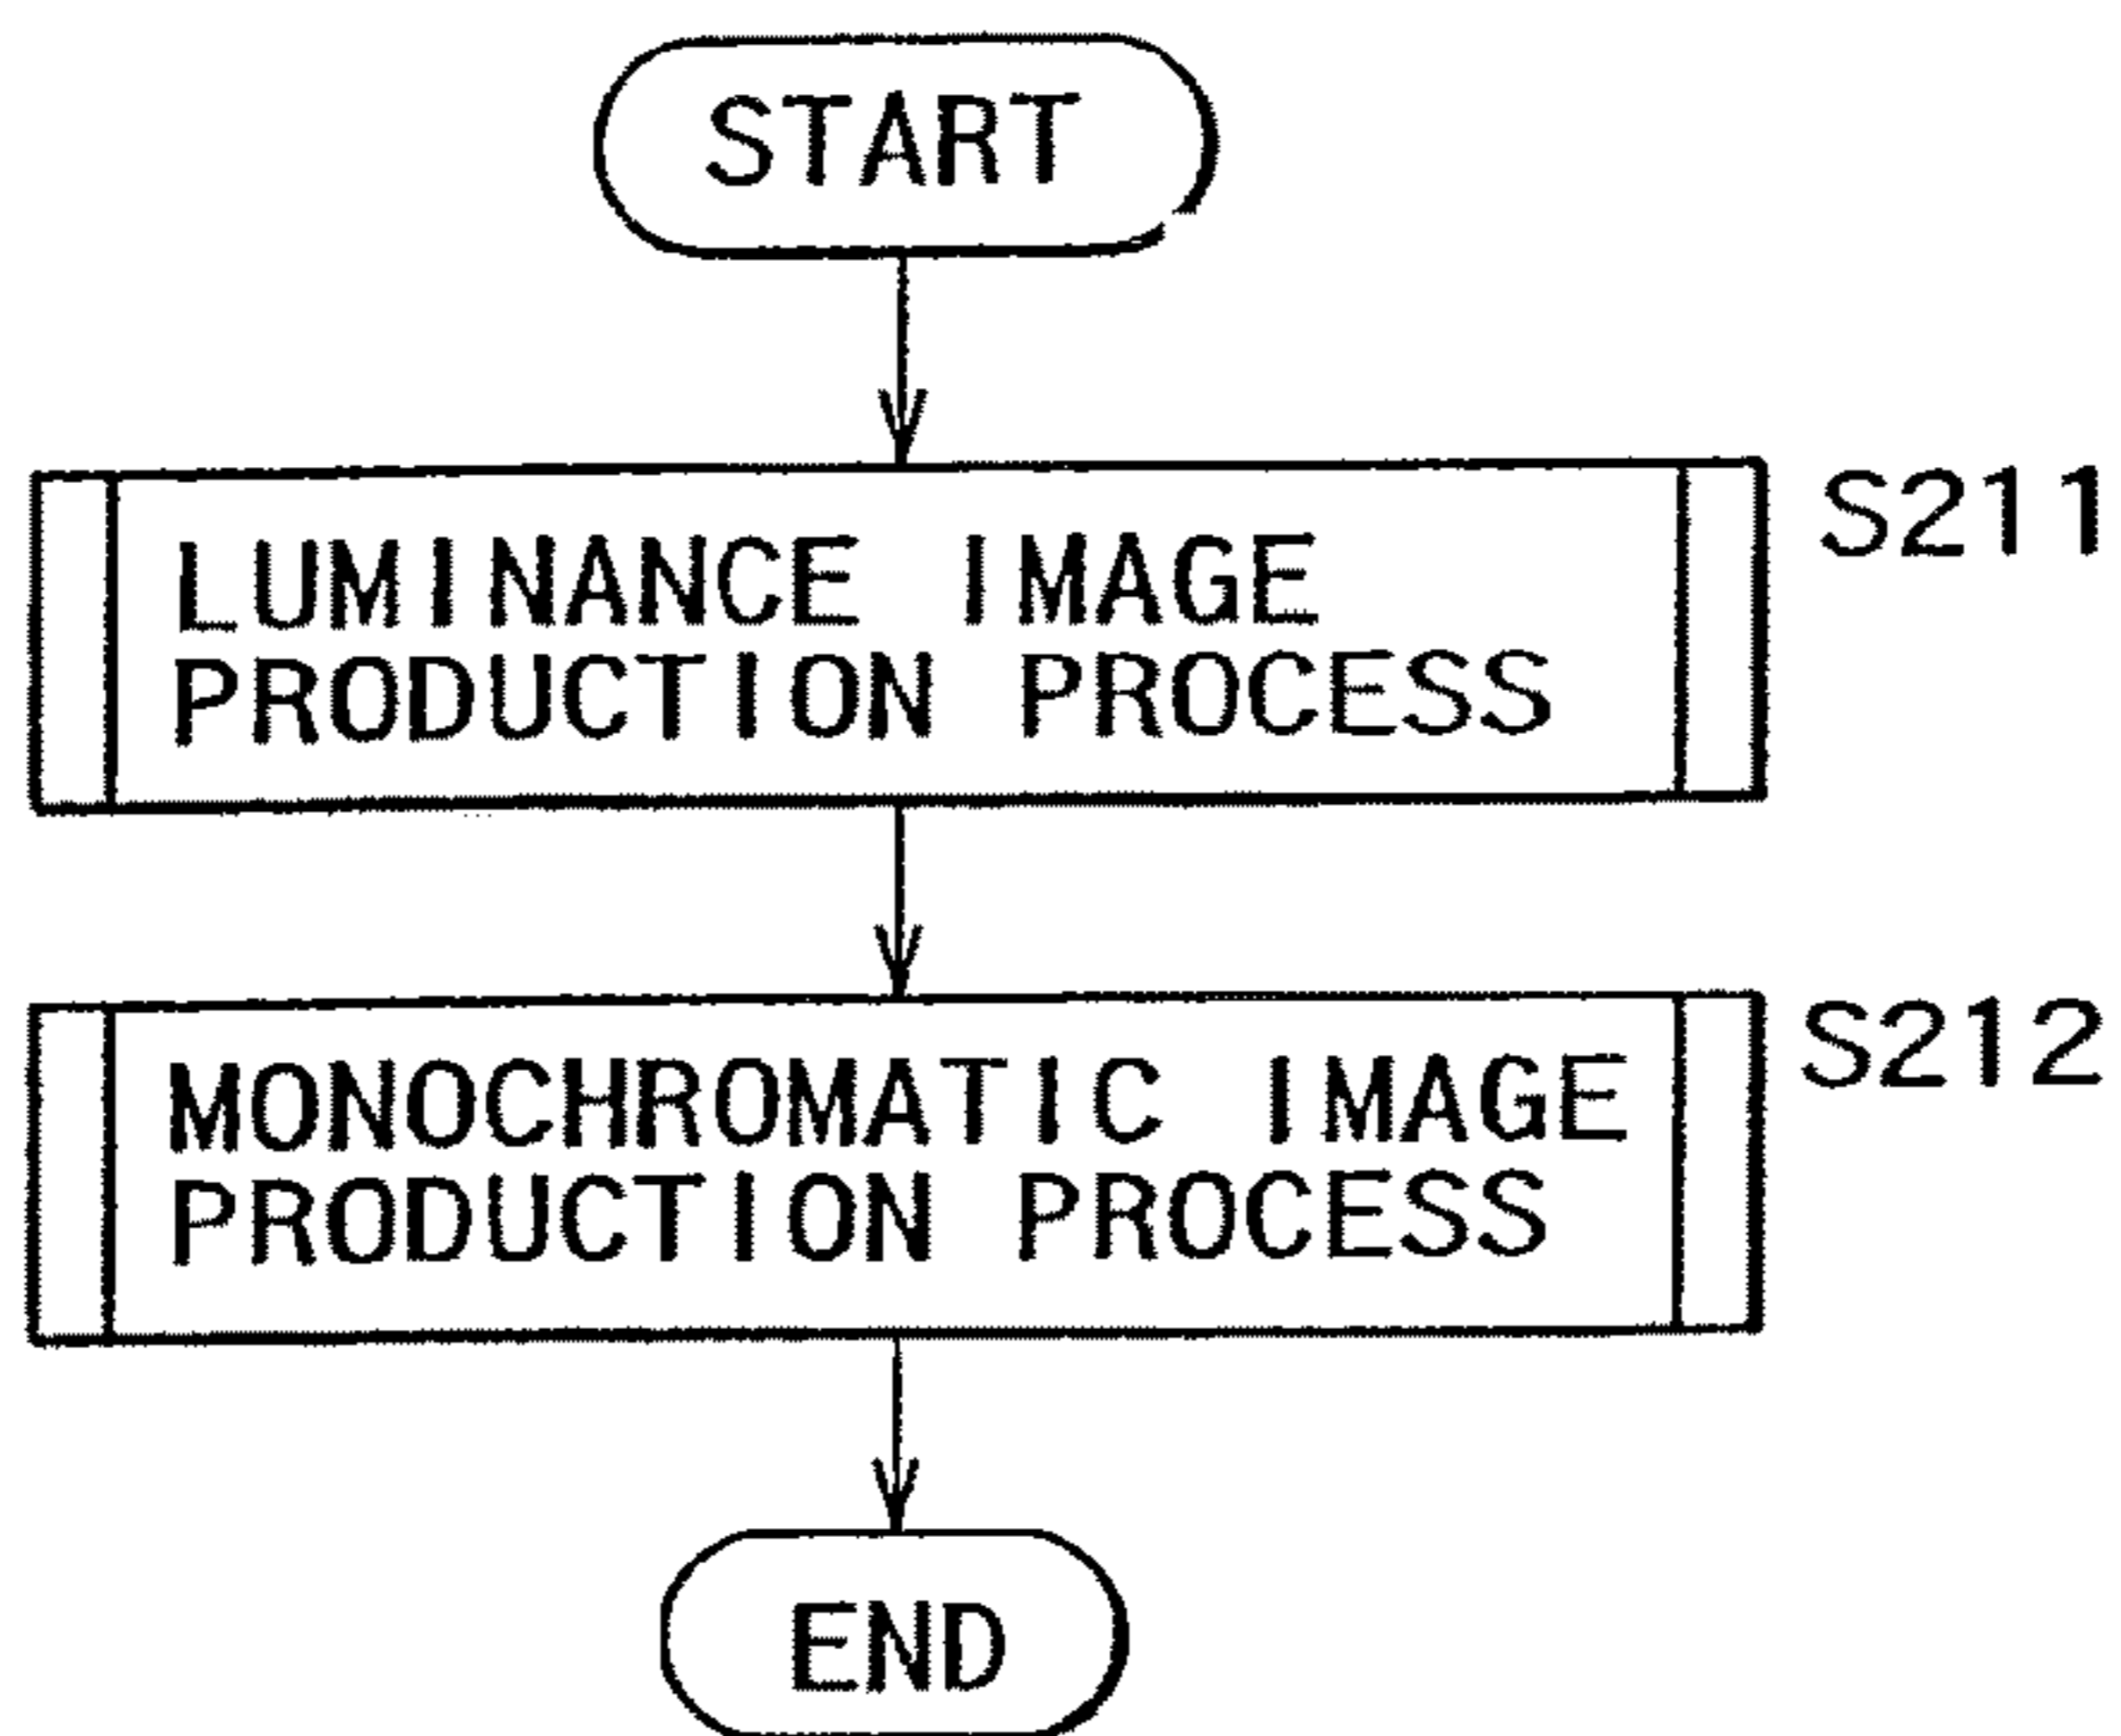 START
LUMINANCE IMAGE
PRODUCTION PROCESS
S211
MONOCHROMATIC IMAGE
PRODUCTION PROCESS
S212
END